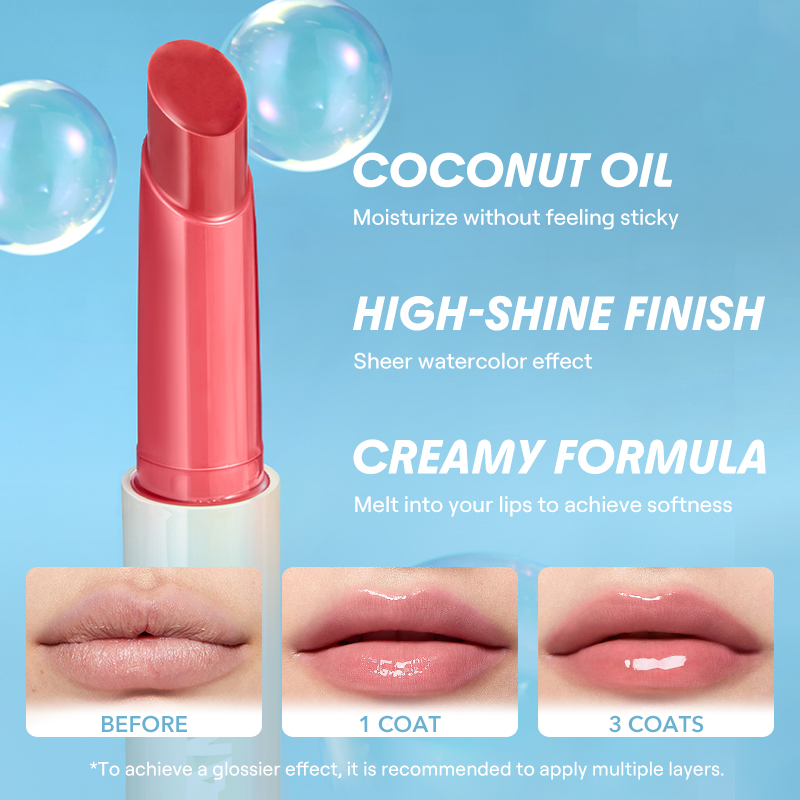 COCONUT OIL
Moisturize without feeling sticky
HIGH-SHINE FINISH
Sheer watercolor effect
CREAMY FORMULA
Melt into your lips to achieve softness
BEFORE
1 COAT
3 COATS
*To achieve a glossier effect, it is recommended to apply multiple layers.